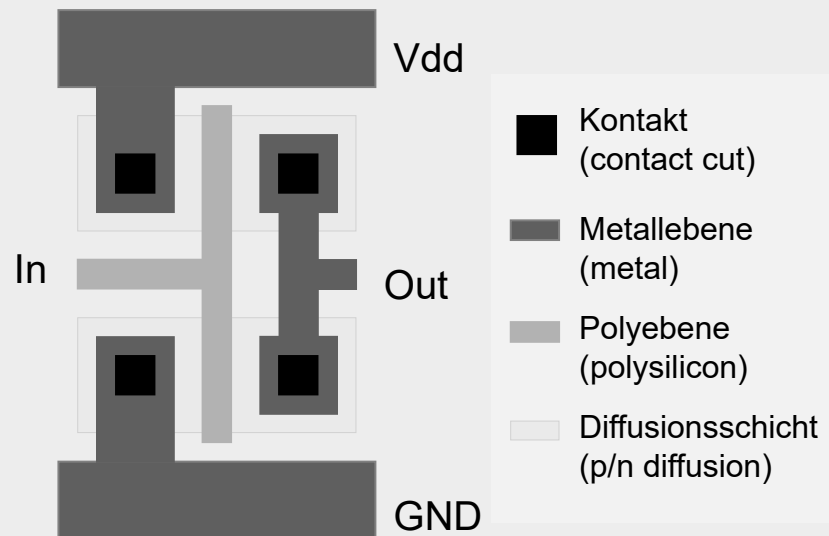 Vdd
Kontakt
(contact cut)
Metallebene
(metal)
In
Out
Polyebene
(polysilicon)
Diffusionsschicht
(p/n diffusion)
GND